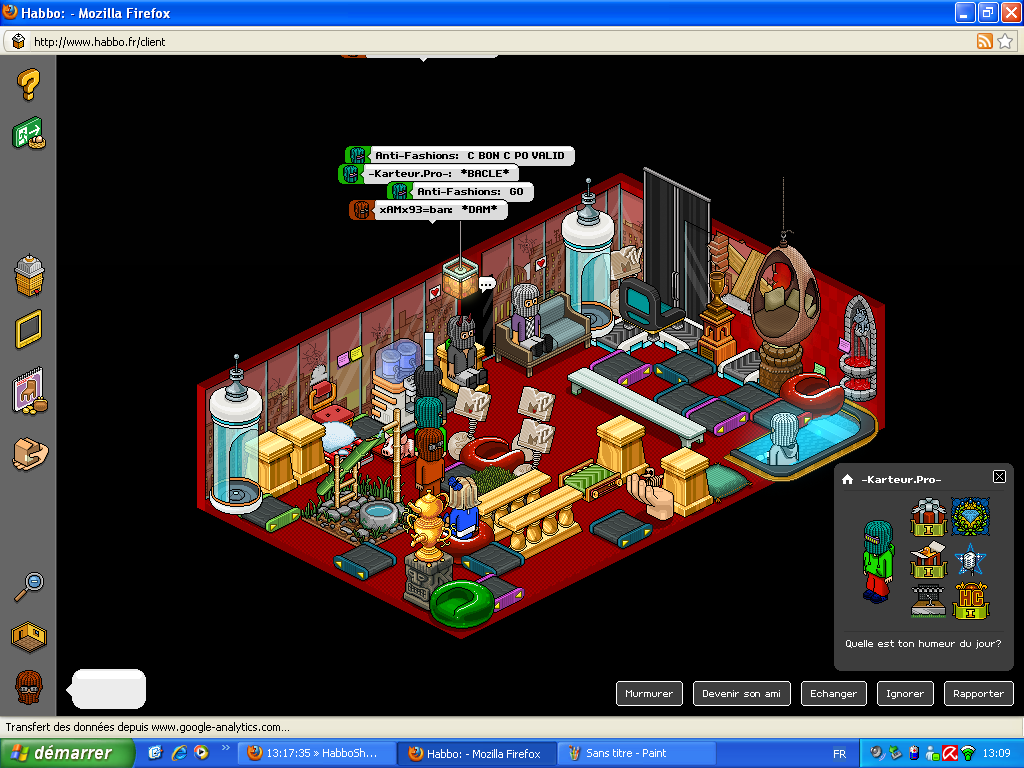 Habbo: - Mozilla Firefox
http://www.habbo.fr/client
Anti-Fashions: C BON C PO VALID
-Karteur.Pro-: *BACLE*
Anti-Fashions: GO
xAMx93=ban: *DAM*
-Karteur.Pro-
I
I
HC
I
Quelle est ton humeur du jour?
Murmurer Devenir son ami Echanger Ignorer Rapporter
Transfert des données depuis www.google-analytics.com...
démarrer 13:17:35 » HabboSh... Habbo: - Mozilla Firefox Sans titre - Paint FR 13:09